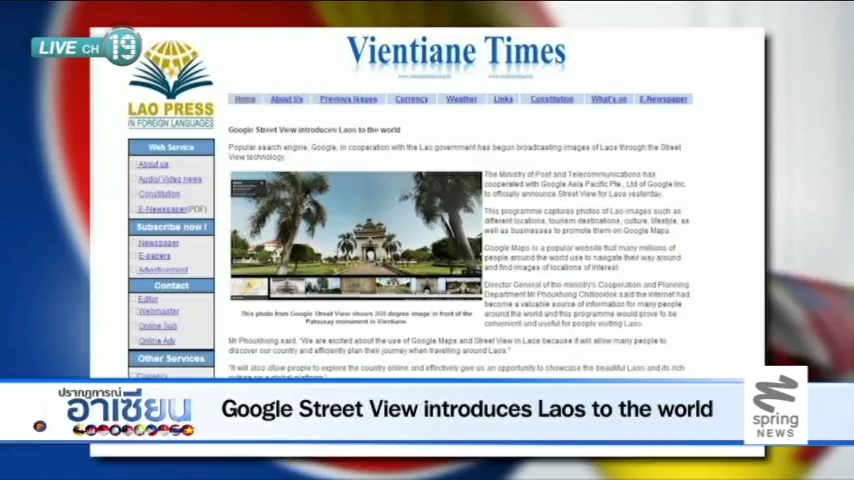 LIVE CH 19
LAO PRESS
IN FOREIGN LANGUAGES
Vientiane Times
Home About Us Previous Issues Currency Weather Links Constitution What's on E Newspaper
Web Service
About us
Audio/Video news
Constitution
E-Newspaper(PDF)
Subscribe now !
Newspaper
E-papers
Advertisement
Contact
Editor
Webmaster
Online Sub
Online Adv
Other Services
Currency
Google Street View introduces Laos to the world
Popular search engine, Google, in cooperation with the Lao government has begun broadcasting images of Laos through the Street
View technology.
The Ministry of Post and Telecommunications has
cooperated with Google Asia Pacific Pte., Ltd of Google Inc.
to officially announce Street View for Laos yesterday.
This programme captures photos of Lao images such as
different locations, tourism destinations, culture, lifestyle, as
well as businesses to promote them on Google Maps.
Google Maps is a popular website that many millions of
people around the world use to navigate their way around
and find images of locations of interest.
Director General of the ministry's Cooperation and Planning
Department Mr Phoukhong Chitloblok said the internet had
become a valuable source of information for many people
around the world and this programme would prove to be
convenient and useful for people visiting Laos.
This photo from Google Street View shows 360 degree image in front of the
Patouxay monument in Vientiane.
Mr Phoukhong said, "We are excited about the use of Google Maps and Street View in Laos because it will allow many people to
discover our country and efficiently plan their journey when travelling around Laos."
"It will also allow people to explore the country online and effectively give us an opportunity to showcase the beautiful Laos and its rich
culture on a global platform."
ปรากฏการณ์
อาเซียน
Google Street View introduces Laos to the world
spring
NEWS